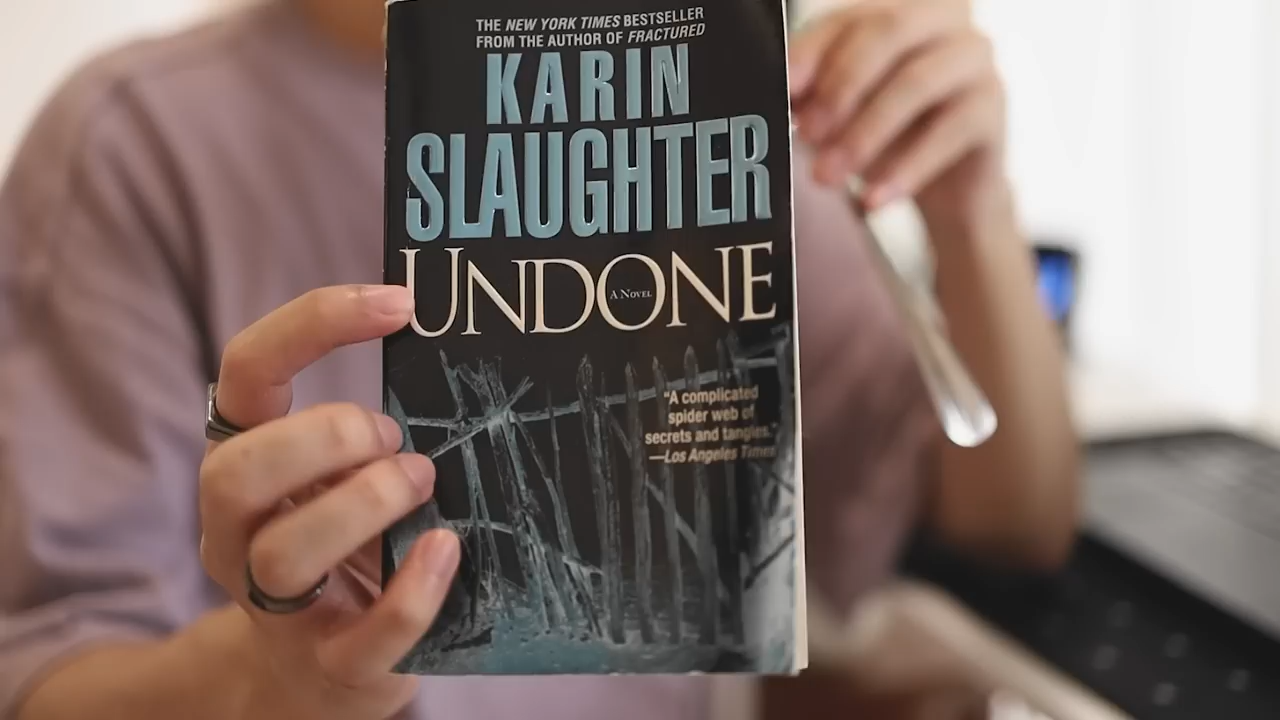 THE NEW YORK TIMES BESTSELLER
FROM THE AUTHOR OF FRACTURED
KARIN
SLAUGHTER
UNDONE
A NOVEL
"A complicated
spider web of
secrets and tangles."
—Los Angeles Times